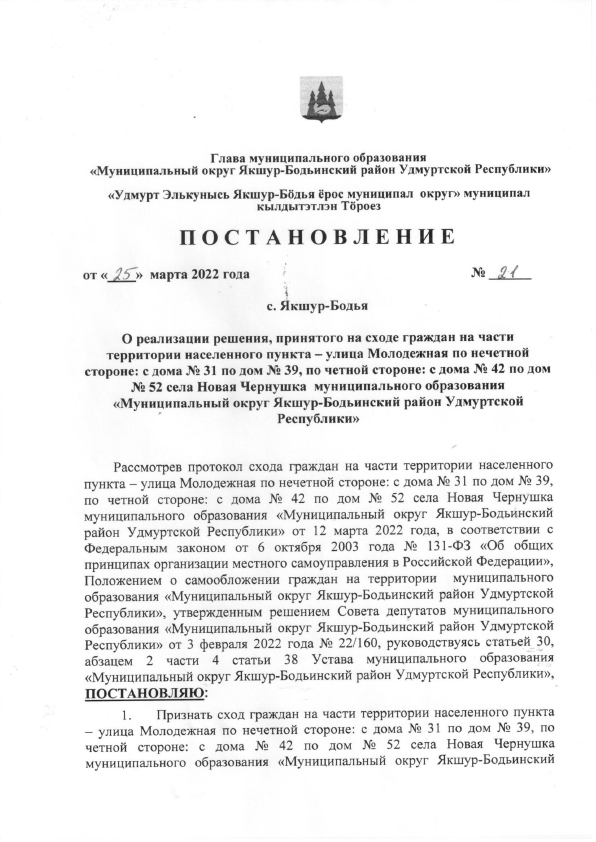 Глава муниципального образования
«Муниципальный округ Якшур-Бодьинский район Удмуртской Республики»
«Удмурт Элькунысь Якшур-Бӧдья ёрос муниципал округ» муниципал
кылдытэтлэн Тӧроез
П О С Т А Н О В Л Е Н И Е
от «25» марта 2022 года № 21
с. Якшур-Бодья
О реализации решения, принятого на сходе граждан на части
территории населенного пункта – улица Молодежная по нечетной
стороне: с дома № 31 по дом № 39, по четной стороне: с дома № 42 по дом
№ 52 села Новая Чернушка муниципального образования
«Муниципальный округ Якшур-Бодьинский район Удмуртской
Республики»
Рассмотрев протокол схода граждан на части территории населенного
пункта – улица Молодежная по нечетной стороне: с дома № 31 по дом № 39,
по четной стороне: с дома № 42 по дом № 52 села Новая Чернушка
муниципального образования «Муниципальный округ Якшур-Бодьинский
район Удмуртской Республики» от 12 марта 2022 года, в соответствии с
Федеральным законом от 6 октября 2003 года № 131-ФЗ «Об общих
принципах организации местного самоуправления в Российской Федерации»,
Положением о самообложении граждан на территории муниципального
образования «Муниципальный округ Якшур-Бодьинский район Удмуртской
Республики», утвержденным решением Совета депутатов муниципального
образования «Муниципальный округ Якшур-Бодьинский район Удмуртской
Республики» от 3 февраля 2022 года № 22/160, руководствуясь статьей 30,
абзацем 2 части 4 статьи 38 Устава муниципального образования
«Муниципальный округ Якшур-Бодьинский район Удмуртской Республики»,
ПОСТАНОВЛЯЮ:
1. Признать сход граждан на части территории населенного пункта
– улица Молодежная по нечетной стороне: с дома № 31 по дом № 39, по
четной стороне: с дома № 42 по дом № 52 села Новая Чернушка
муниципального образования «Муниципальный округ Якшур-Бодьинский